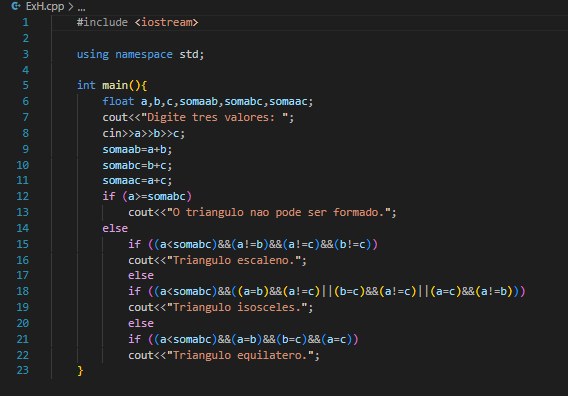 ExH.cpp > ...
1 #include <iostream>
2
3 using namespace std;
4
5 int main(){
6 float a,b,c,somaab,somabc,somaac;
7 cout<<"Digite tres valores: ";
8 cin>>a>>b>>c;
9 somaab=a+b;
10 somabc=b+c;
11 somaac=a+c;
12 if (a>=somabc)
13 cout<<"O triangulo nao pode ser formado.";
14 else
15 if ((a<somabc)&&(a!=b)&&(a!=c)&&(b!=c))
16 cout<<"Triangulo escaleno.";
17 else
18 if ((a<somabc)&&((a=b)&&(a!=c)||(b=c)&&(a!=c)||(a=c)&&(a!=b)))
19 cout<<"Triangulo isosceles.";
20 else
21 if ((a<somabc)&&(a=b)&&(b=c)&&(a=c))
22 cout<<"Triangulo equilatero.";
23 }